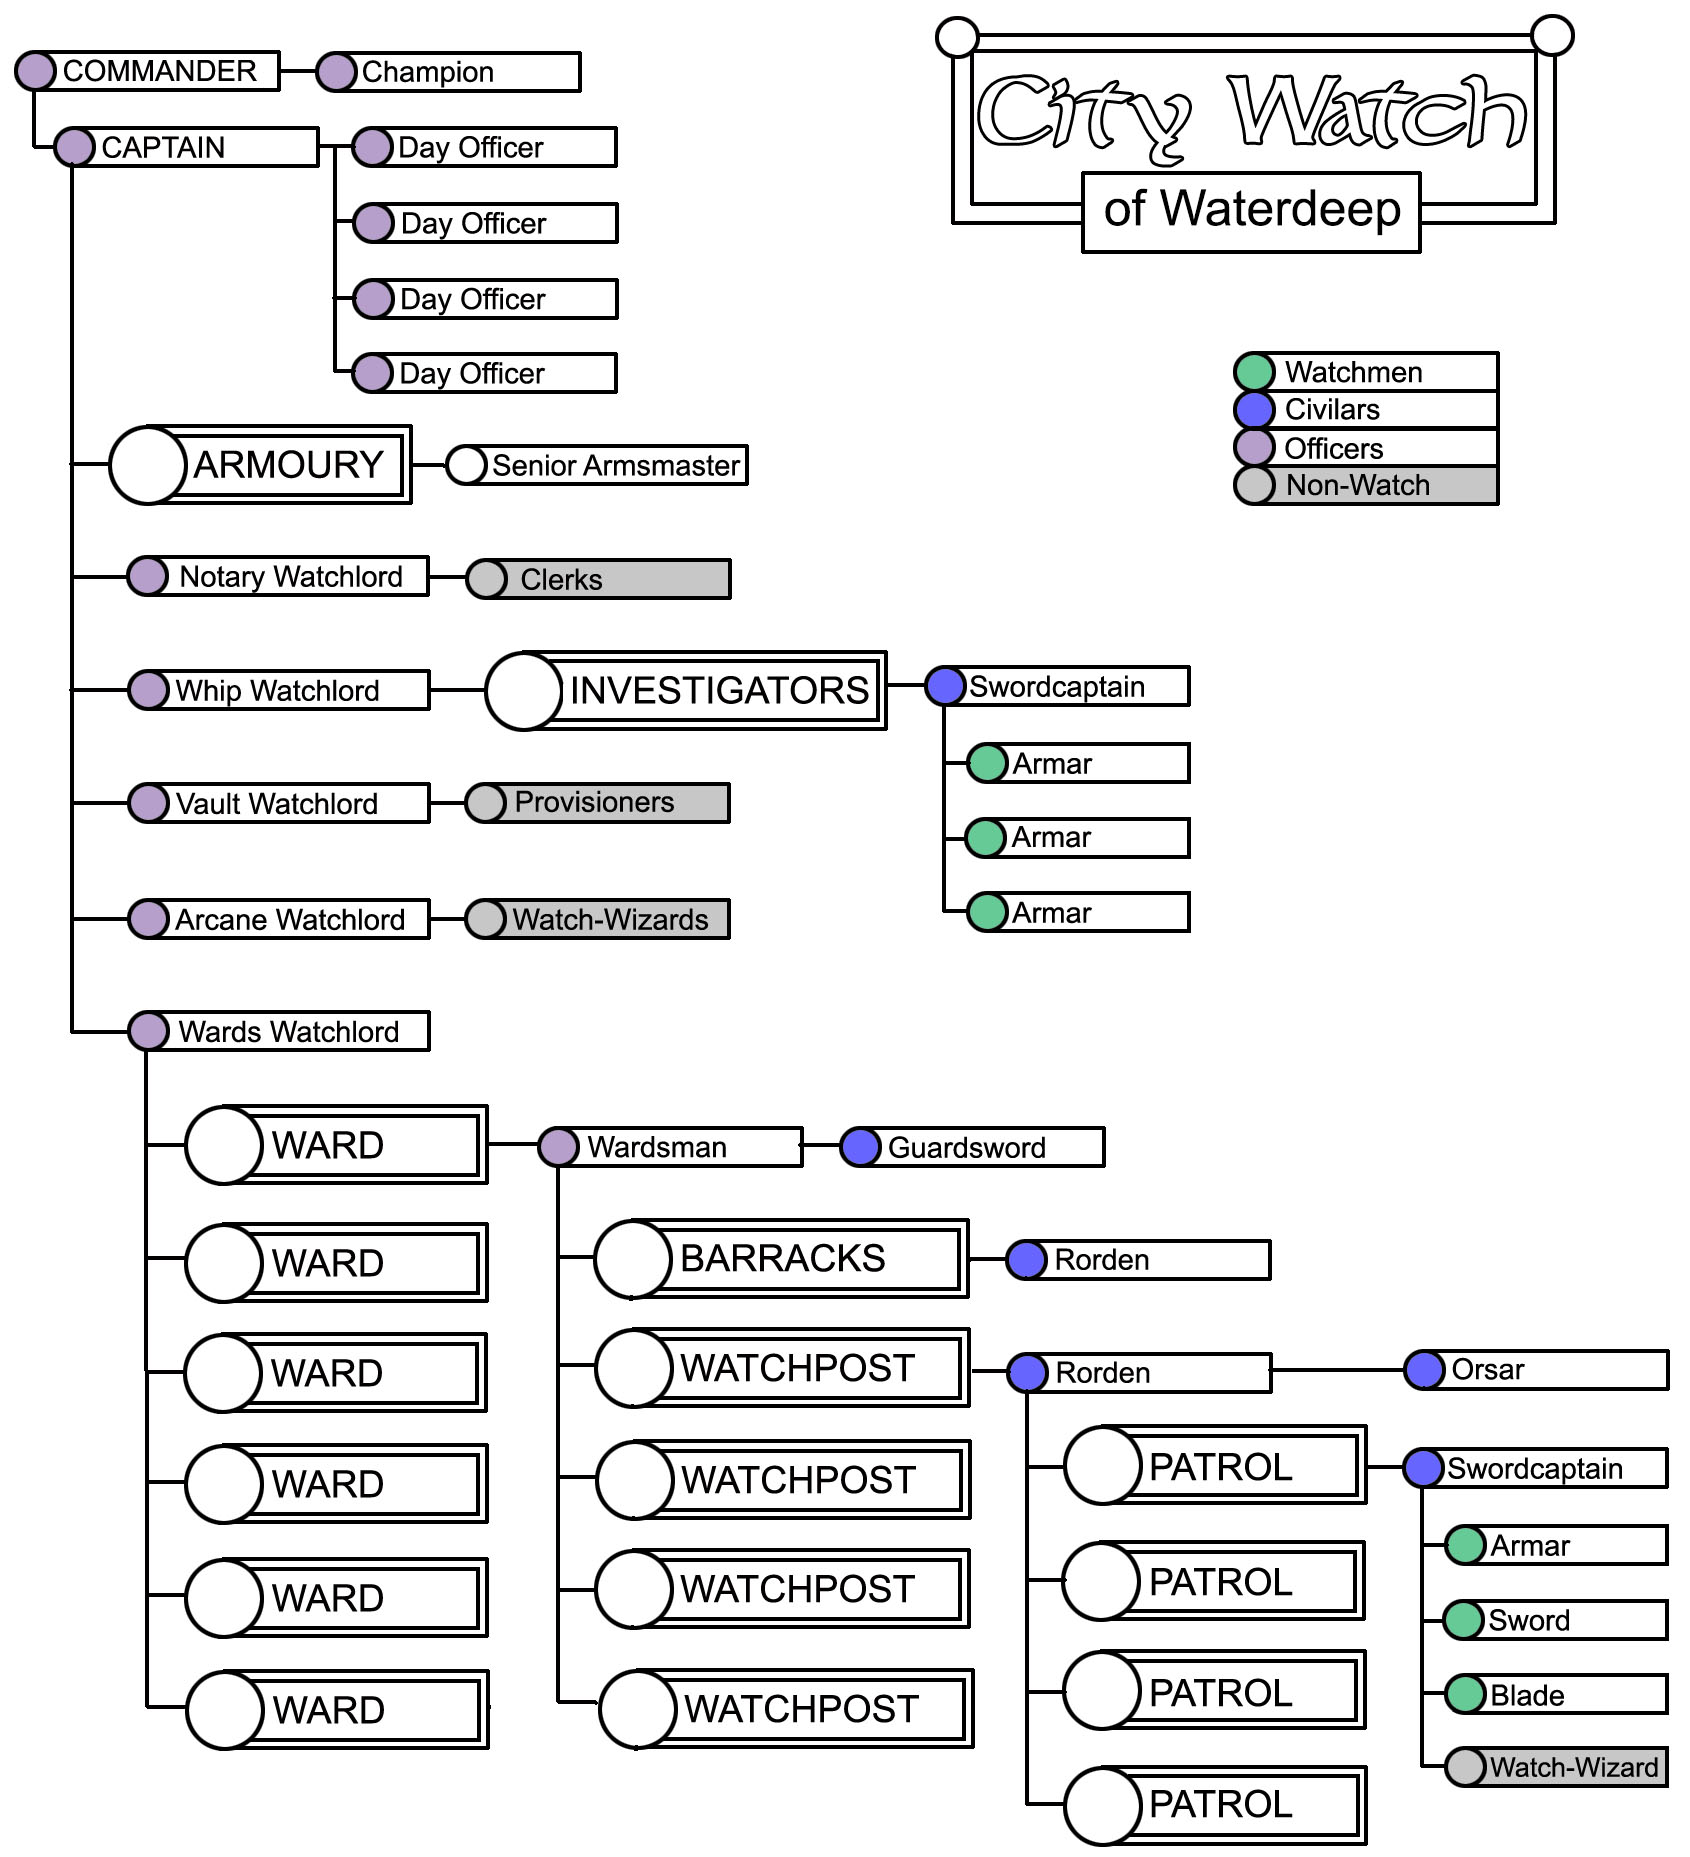 City Watch
of Waterdeep
COMMANDER
Champion
CAPTAIN
Day Officer
Day Officer
Day Officer
Day Officer
Watchmen
Civilars
Officers
Non-Watch
ARMOURY
Senior Armsmaster
Notary Watchlord
Clerks
Whip Watchlord
INVESTIGATORS
Swordcaptain
Armar
Armar
Armar
Vault Watchlord
Provisioners
Arcane Watchlord
Watch-Wizards
Wards Watchlord
WARD
WARD
WARD
WARD
WARD
WARD
Wardsman
Guardsword
BARRACKS
Rorden
WATCHPOST
WATCHPOST
WATCHPOST
WATCHPOST
Rorden
Orsar
PATROL
PATROL
PATROL
PATROL
Swordcaptain
Armar
Sword
Blade
Watch-Wizard